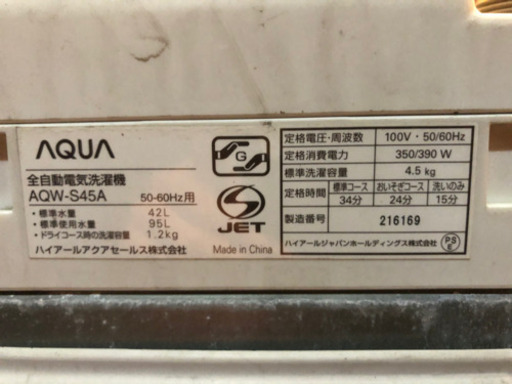 AQUA
全自動電気洗濯機
AQW-S45A 50-60Hz用
・標準水量 42L
・標準使用水量 95L
・ドライコース時の洗濯容量 1.2kg
ハイアールアクアセールス株式会社
G
S
JET
Made in China
定格電圧・周波数 100V・50/60Hz
定格消費電力 350/390 W
標準洗濯容量 4.5 kg
定格時間 標準コース おいそぎコース 洗いのみ
34分 24分 15分
製造番号 216169
ハイアールジャパンホールディングス株式会社
PS
E